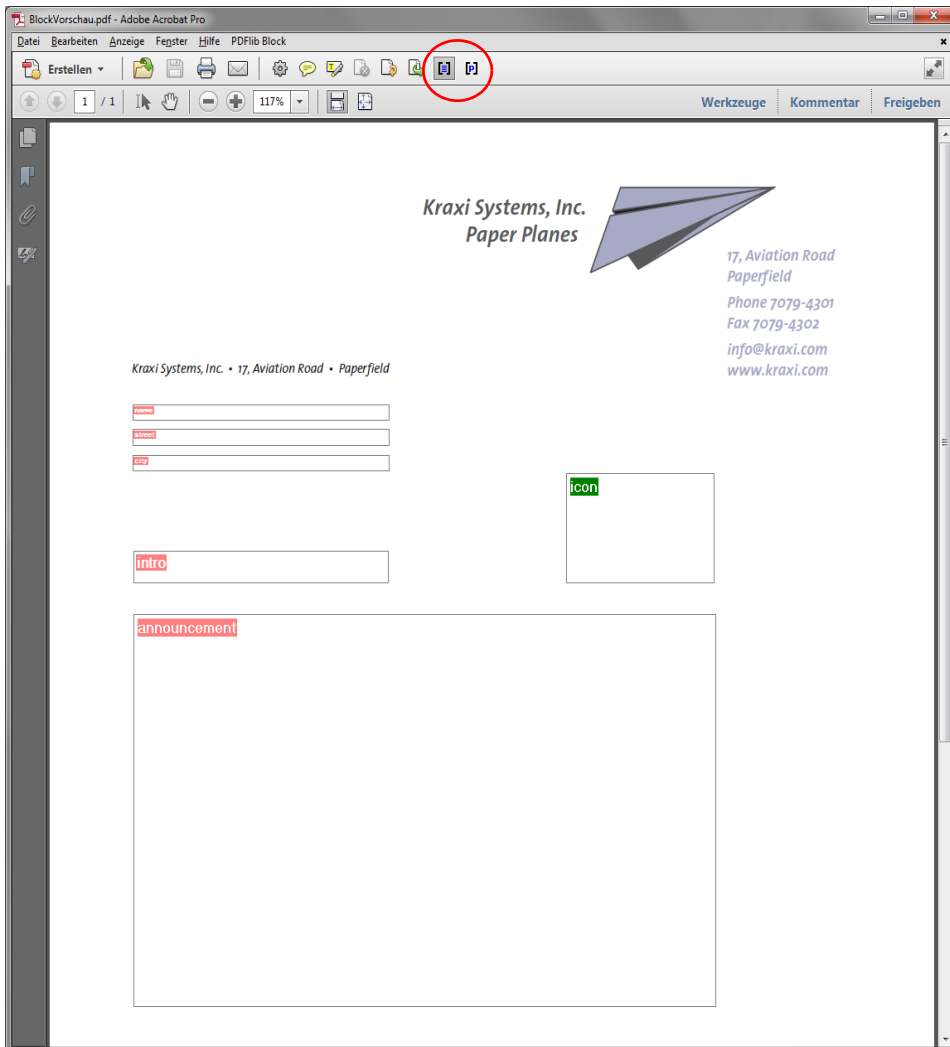 BlockVorschau.pdf - Adobe Acrobat Pro
Datei Bearbeiten Anzeige Fenster Hilfe PDFlib Block
Erstellen
1 / 1 117% Werkzeuge Kommentar Freigeben
Kraxi Systems, Inc.
Paper Planes
17, Aviation Road
Paperfield
Phone 7079-4301
Fax 7079-4302
info@kraxi.com
www.kraxi.com
Kraxi Systems, Inc. • 17, Aviation Road • Paperfield
name
street
city
icon
intro
announcement